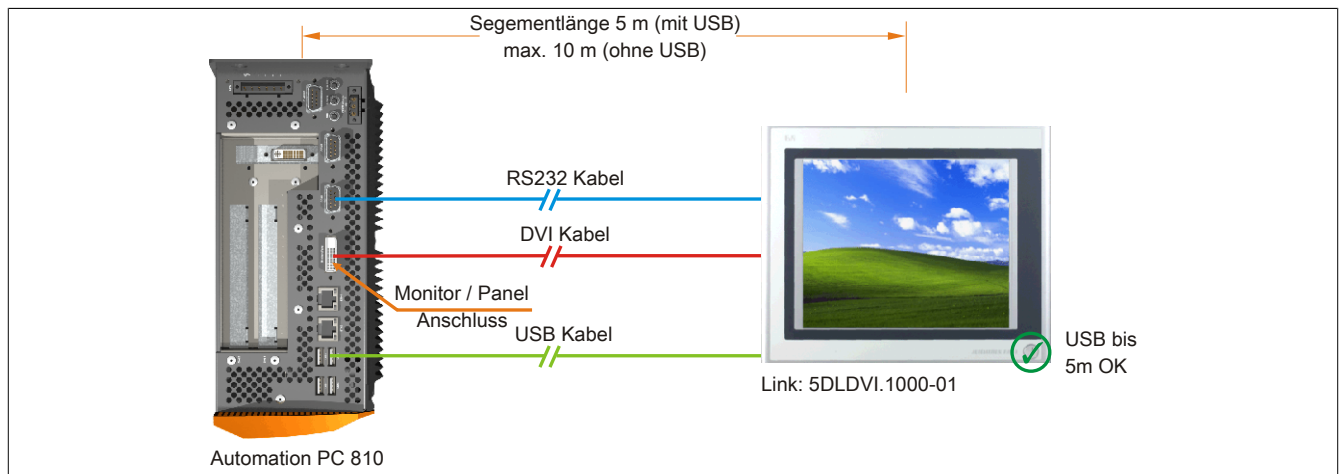 Segementlänge 5 m (mit USB)
max. 10 m (ohne USB)
RS232 Kabel
DVI Kabel
Monitor / Panel
Anschluss
USB Kabel
USB bis
5m OK
Link: 5DLDVI.1000-01
Automation PC 810